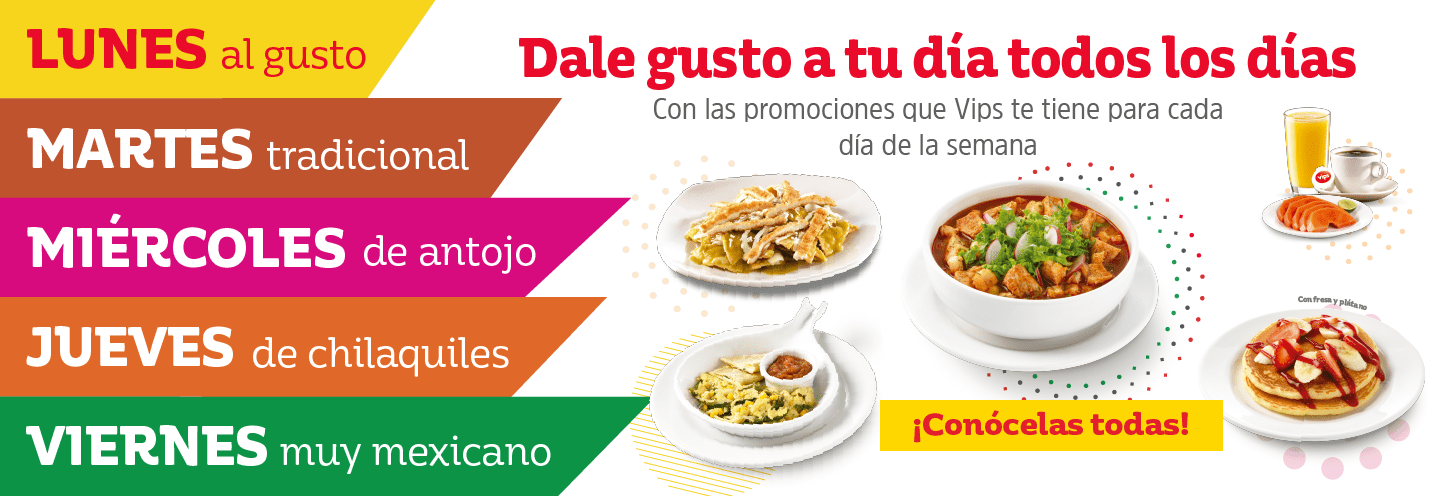 LUNES al gusto
MARTES tradicional
MIÉRCOLES de antojo
JUEVES de chilaquiles
VIERNES muy mexicano
Dale gusto a tu día todos los días
Con las promociones que Vips te tiene para cada
día de la semana
Vips
Con fresa y plátano
¡Conócelas todas!